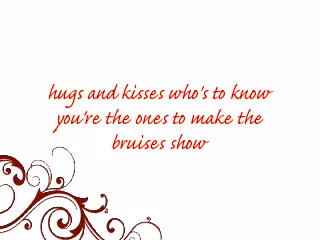 hugs and kisses who's to know
you're the ones to make the
bruises show